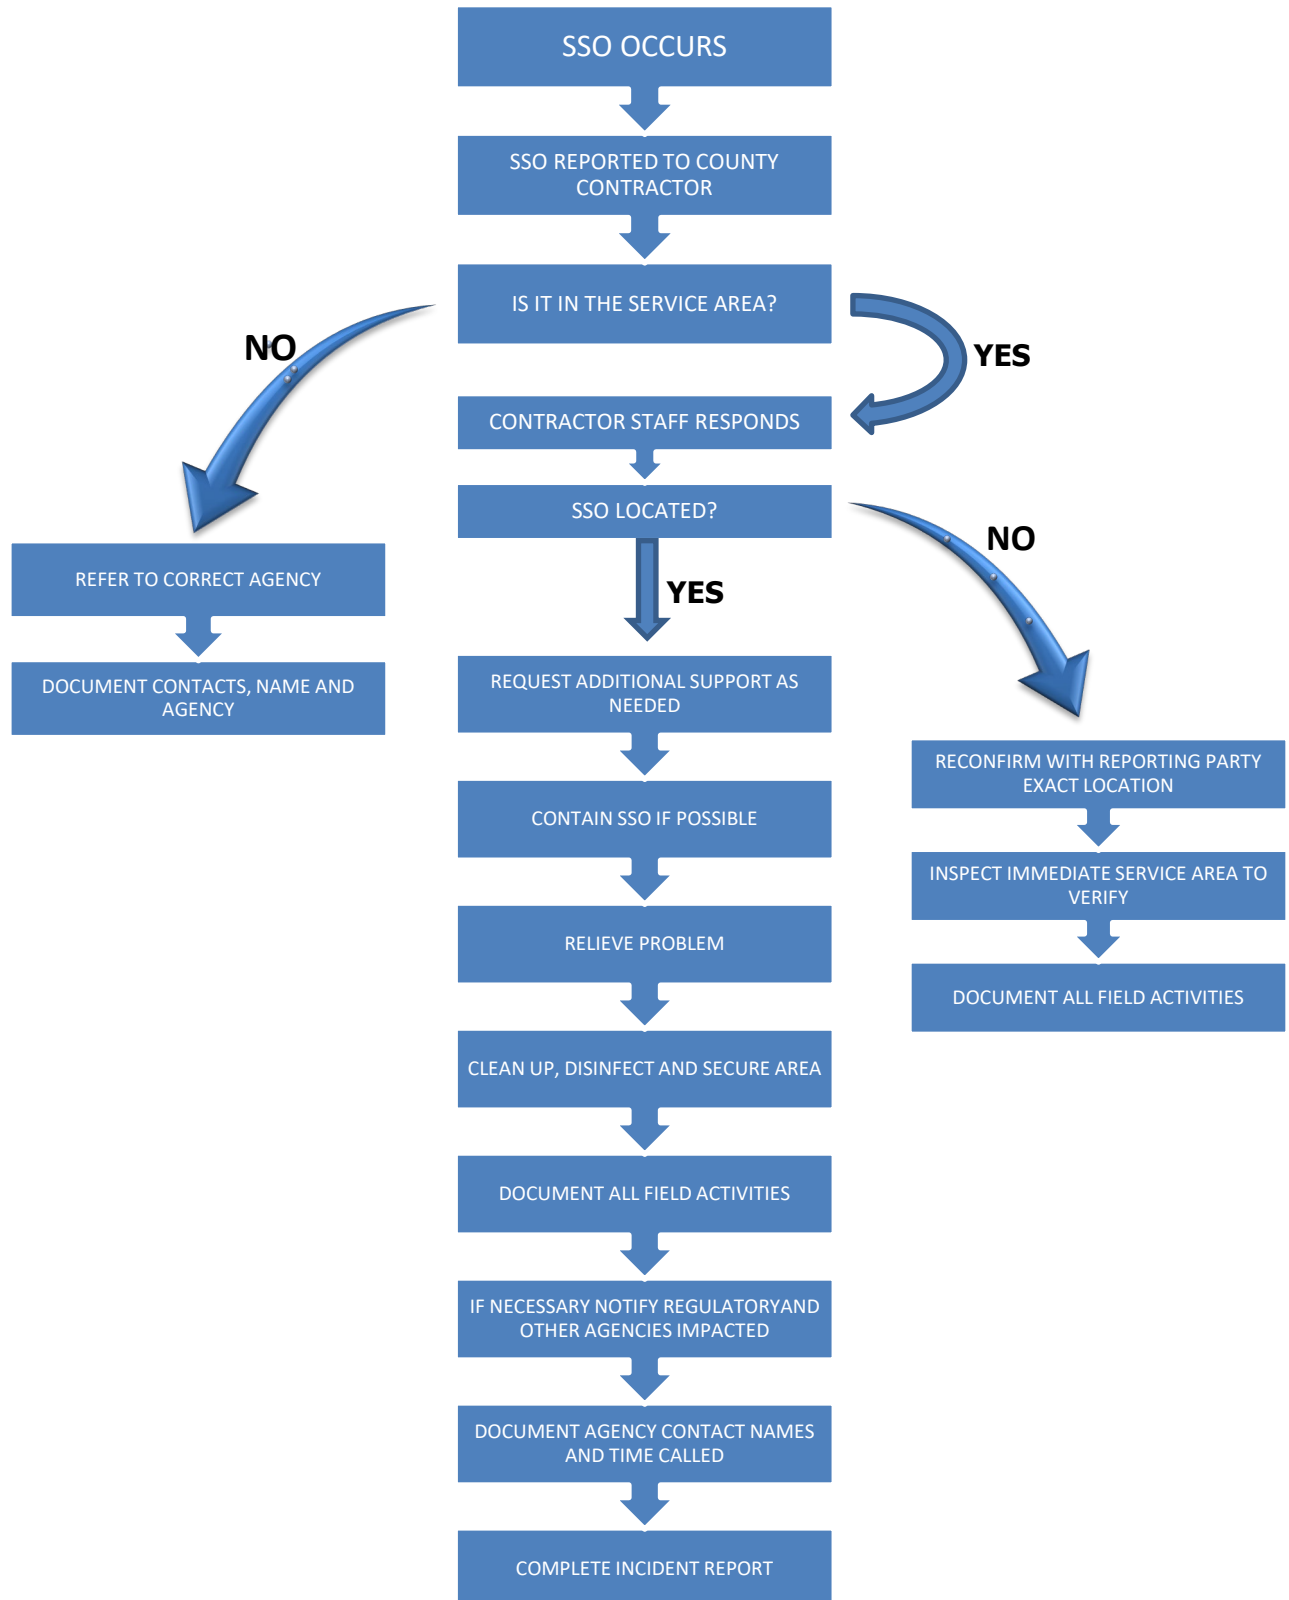 SSO OCCURS
SSO REPORTED TO COUNTY
CONTRACTOR
IS IT IN THE SERVICE AREA?
NO
YES
CONTRACTOR STAFF RESPONDS
SSO LOCATED?
NO
YES
REFER TO CORRECT AGENCY
DOCUMENT CONTACTS, NAME AND
AGENCY
REQUEST ADDITIONAL SUPPORT AS
NEEDED
CONTAIN SSO IF POSSIBLE
RELIEVE PROBLEM
CLEAN UP, DISINFECT AND SECURE AREA
DOCUMENT ALL FIELD ACTIVITIES
IF NECESSARY NOTIFY REGULATORYAND
OTHER AGENCIES IMPACTED
DOCUMENT AGENCY CONTACT NAMES
AND TIME CALLED
COMPLETE INCIDENT REPORT
RECONFIRM WITH REPORTING PARTY
EXACT LOCATION
INSPECT IMMEDIATE SERVICE AREA TO
VERIFY
DOCUMENT ALL FIELD ACTIVITIES